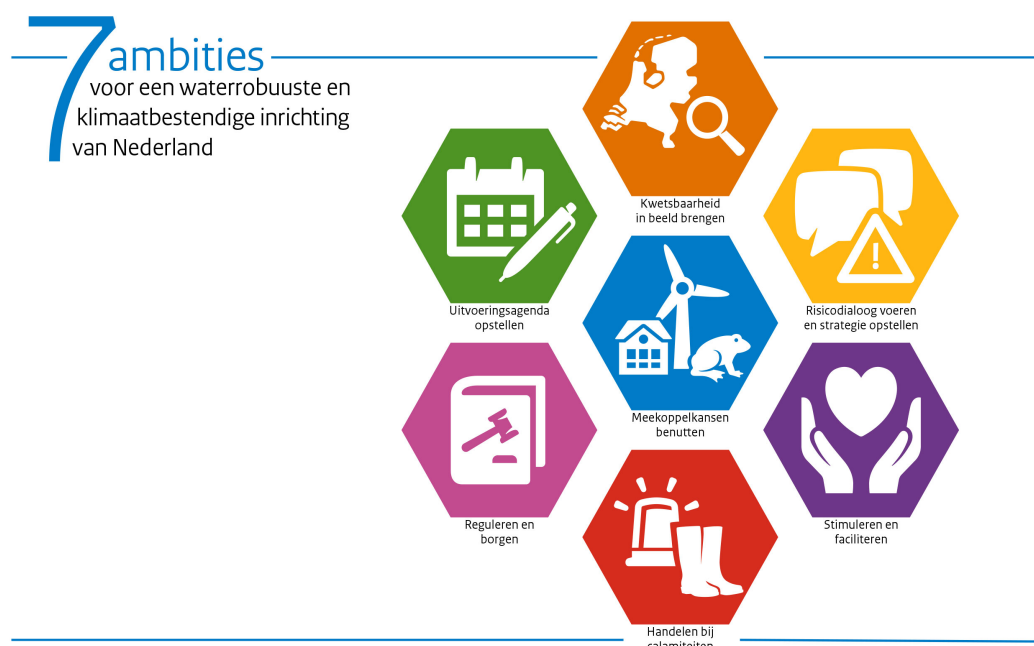 7 ambities
voor een waterrobuuste en
klimaatbestendige inrichting
van Nederland
Kwetsbaarheid
in beeld brengen
Uitvoeringsagenda
opstellen
Risicodialoog voeren
en strategie opstellen
Meekoppelkansen
benutten
Reguleren en
borgen
Stimuleren en
faciliteren
Handelen bij
calamiteiten